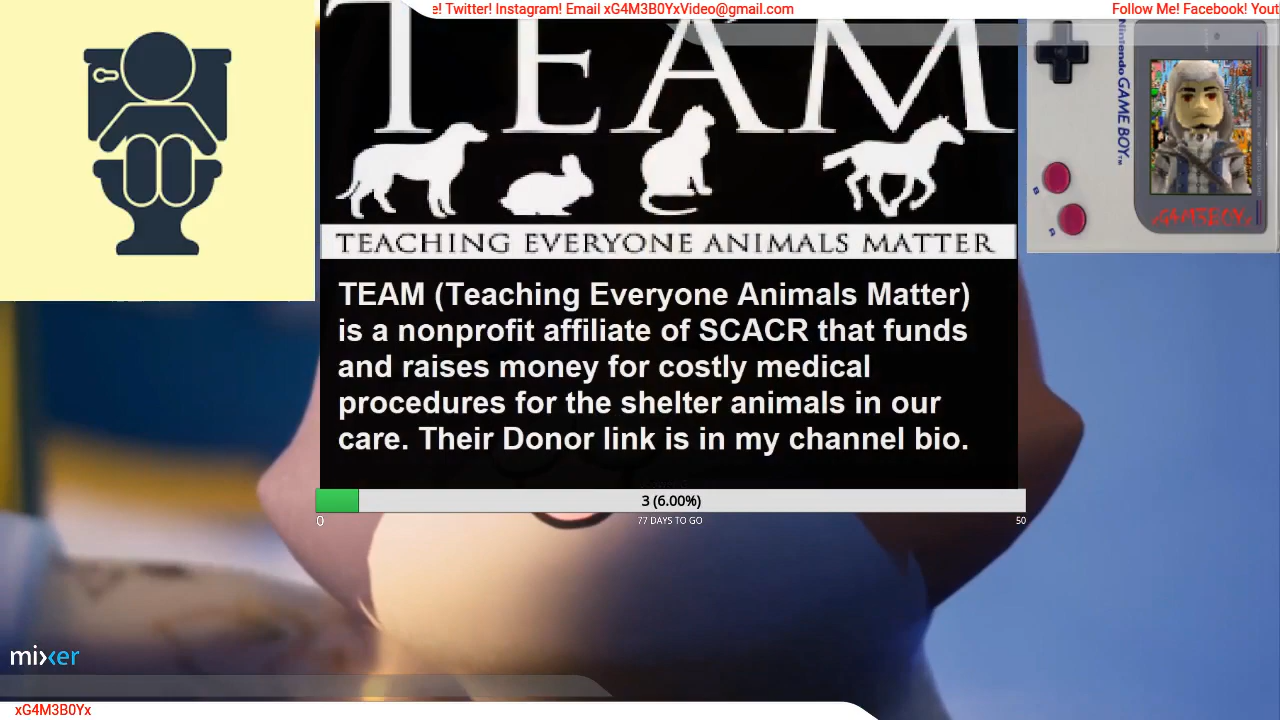 e! Twitter! Instagram! Email xG4M3B0YxVideo@gmail.com
Follow Me! Facebook! Yout
TEAM
Nintendo GAME BOY™
xG4M3B0Yx
TEACHING EVERYONE ANIMALS MATTER
TEAM (Teaching Everyone Animals Matter)
is a nonprofit affiliate of SCACR that funds
and raises money for costly medical
procedures for the shelter animals in our
care. Their Donor link is in my channel bio.
3 (6.00%)
0
77 DAYS TO GO
50
mixer
xG4M3B0Yx